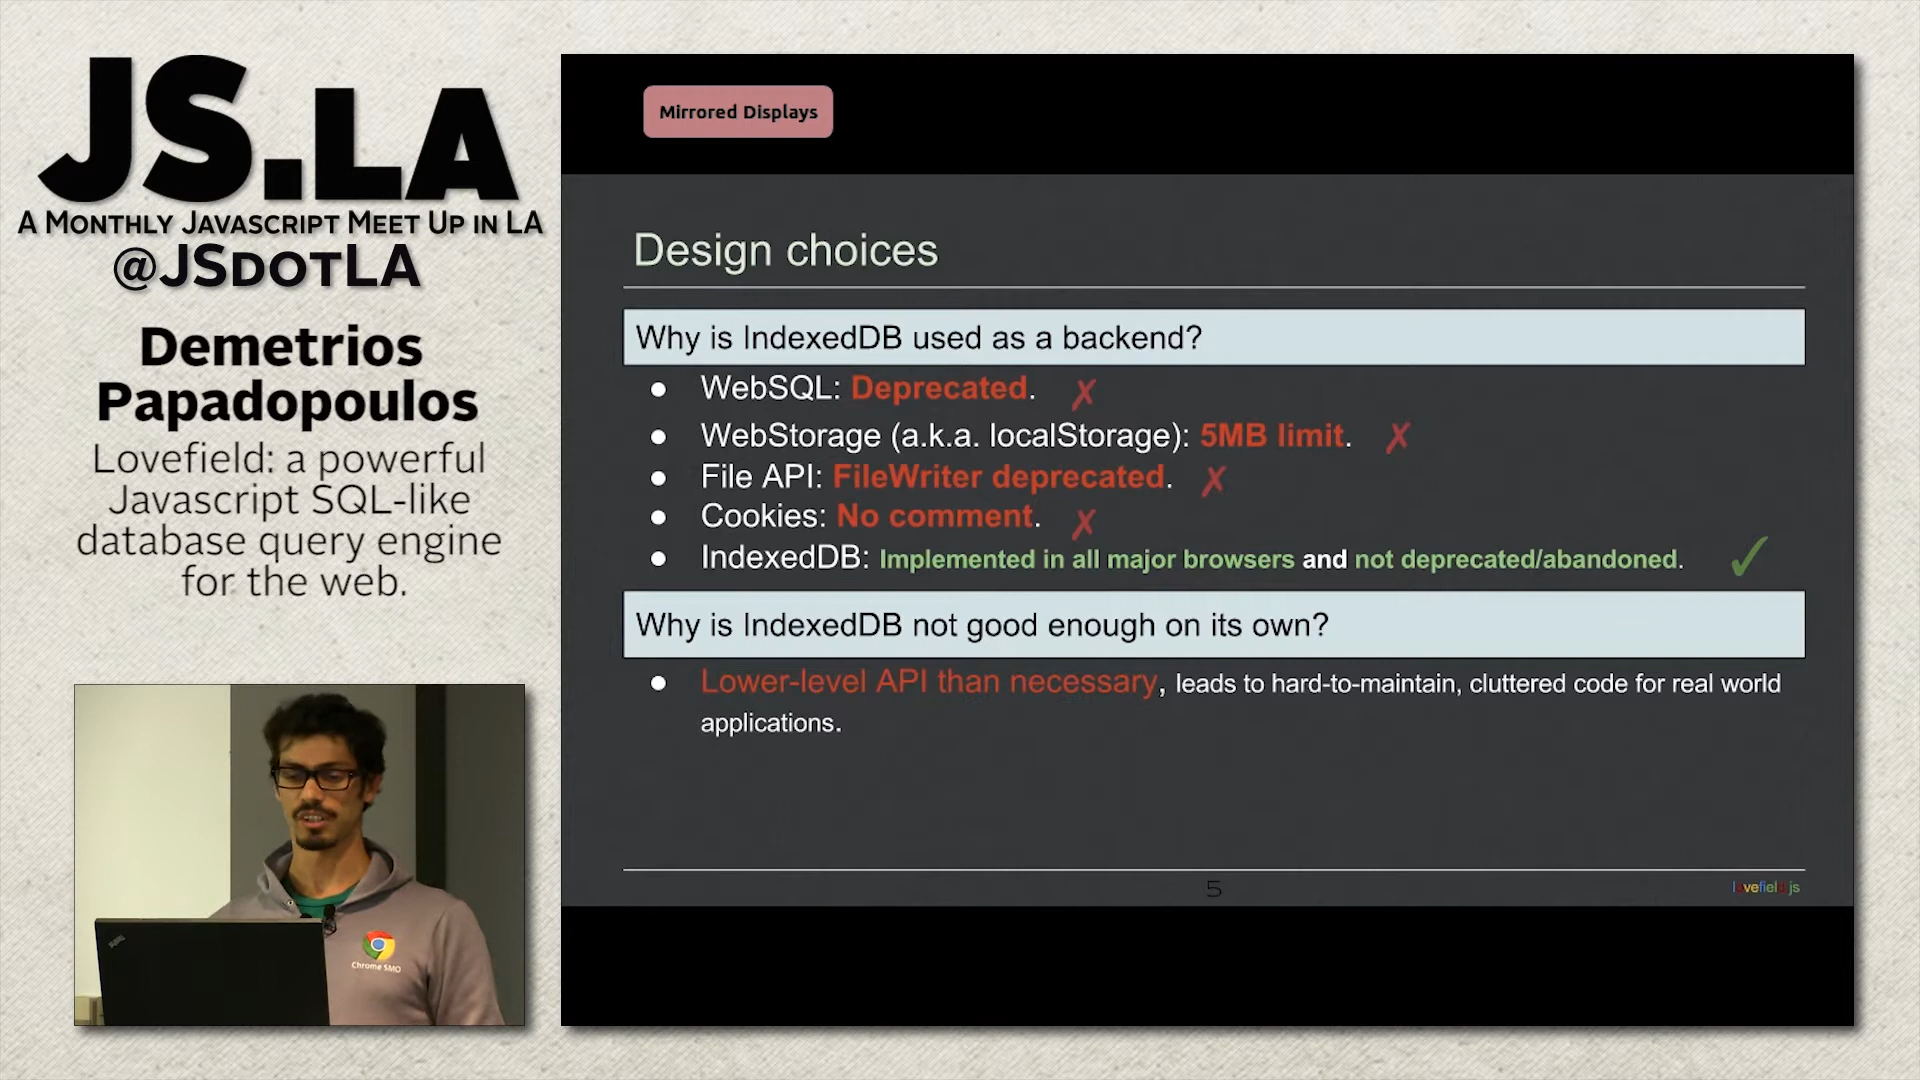 JS.LA
A Monthly Javascript Meet Up in LA
@JSdotLA
Demetrios
Papadopoulos
Lovefield: a powerful
Javascript SQL-like
database query engine
for the web.
Chrome SMO
Mirrored Displays
Design choices
Why is IndexedDB used as a backend?
● WebSQL: Deprecated. ✗
● WebStorage (a.k.a. localStorage): 5MB limit. ✗
● File API: FileWriter deprecated. ✗
● Cookies: No comment. ✗
● IndexedDB: Implemented in all major browsers and not deprecated/abandoned. ✓
Why is IndexedDB not good enough on its own?
● Lower-level API than necessary, leads to hard-to-maintain, cluttered code for real world
applications.
5
lovefield.js